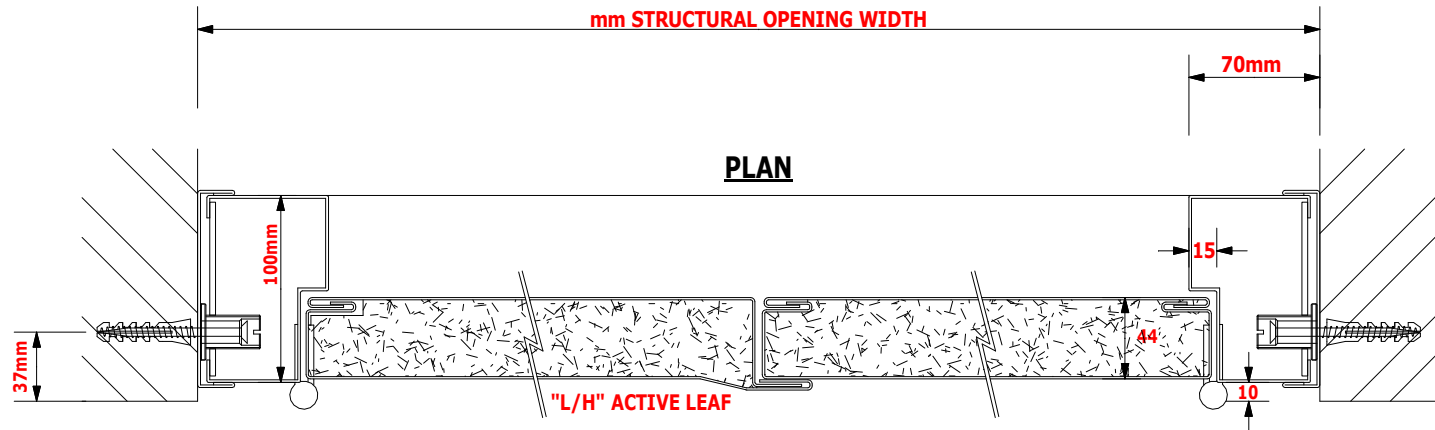 mm STRUCTURAL OPENING WIDTH
70mm
PLAN
100mm
15
44
37mm
10
"L/H" ACTIVE LEAF